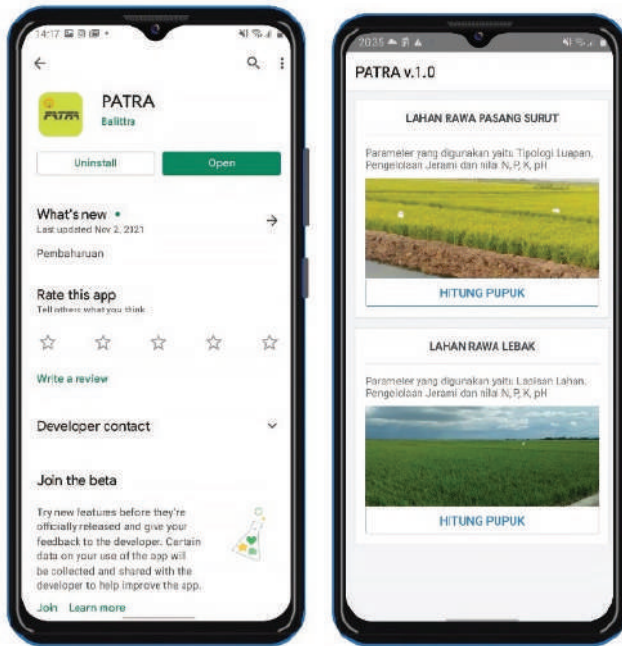 14:17
PATRA
PATRA
Balittra
Uninstall
Open
What's new
Last updated Nov 2, 2021
Pembaharuan
Rate this app
Tell others what you think
Write a review
Developer contact
Join the beta
Try new features before they're
officially released and give your
feedback to the developer. Certain
data on your use of the app will
be collected and shared with the
developer to help improve the app.
Join Learn more
20:35
PATRA v.1.0
LAHAN RAWA PASANG SURUT
Parameter yang digunakan yaitu Tipologi Luapan,
Pengelolaan Jerami dan nilai N, P, K, pH
HITUNG PUPUK
LAHAN RAWA LEBAK
Parameter yang digunakan yaitu Lapisan Lahan,
Pengelolaan Jerami dan nilai N, P, K, pH
HITUNG PUPUK